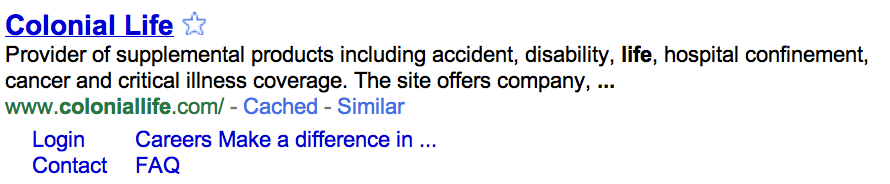 Colonial Life
Provider of supplemental products including accident, disability, life, hospital confinement,
cancer and critical illness coverage. The site offers company, ...
www.coloniallife.com/ - Cached - Similar
Login Careers Make a difference in ...
Contact FAQ